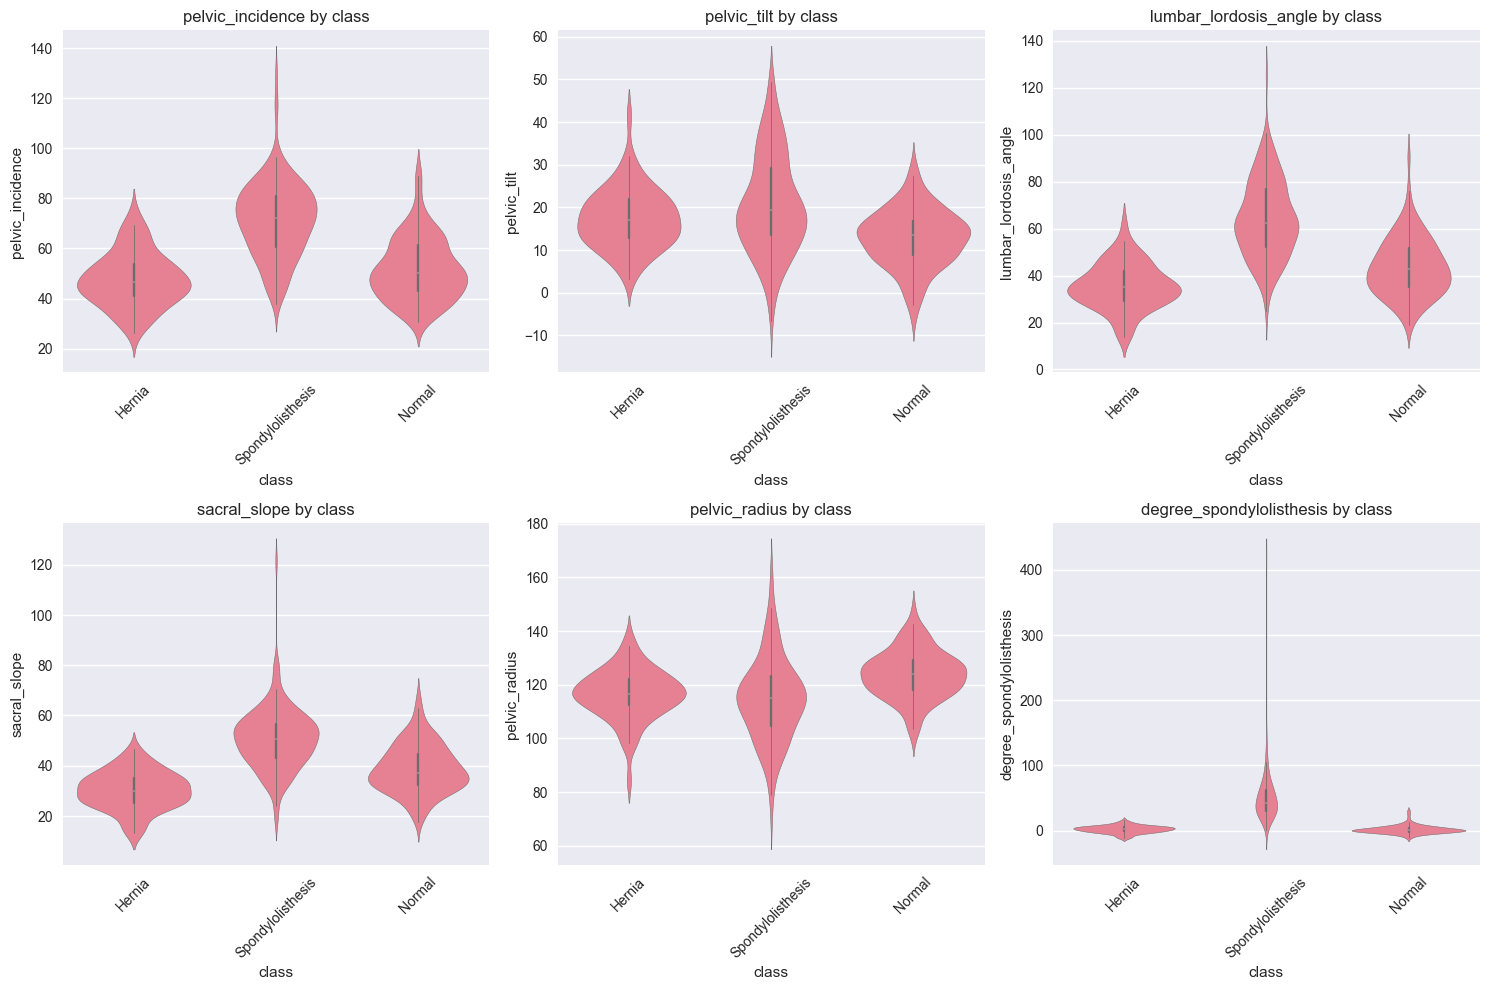 pelvic_incidence by class
pelvic_incidence
140
120
100
80
60
40
20
Hernia
Spondylolisthesis
Normal
class
pelvic_tilt by class
pelvic_tilt
60
50
40
30
20
10
0
−10
Hernia
Spondylolisthesis
Normal
class
lumbar_lordosis_angle by class
lumbar_lordosis_angle
140
120
100
80
60
40
20
0
Hernia
Spondylolisthesis
Normal
class
sacral_slope by class
sacral_slope
120
100
80
60
40
20
Hernia
Spondylolisthesis
Normal
class
pelvic_radius by class
pelvic_radius
180
160
140
120
100
80
60
Hernia
Spondylolisthesis
Normal
class
degree_spondylolisthesis by class
degree_spondylolisthesis
400
300
200
100
0
Hernia
Spondylolisthesis
Normal
class